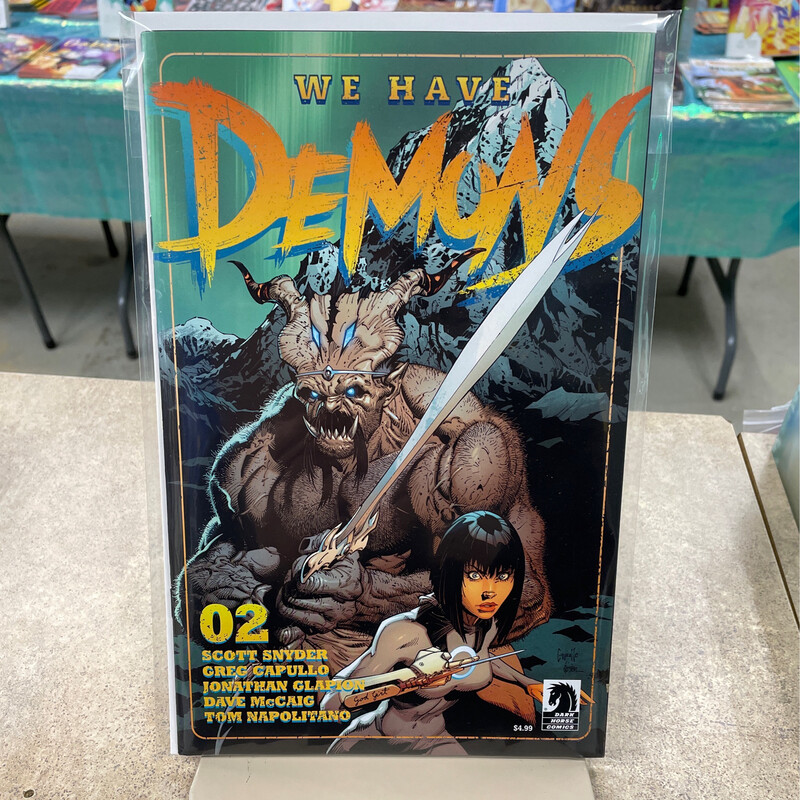 WE HAVE
DEMONS
02
SCOTT SNYDER
GREG CAPULLO
JONATHAN GLAPION
DAVE McCAIG
TOM NAPOLITANO
$4.99
DARK
HORSE
COMICS